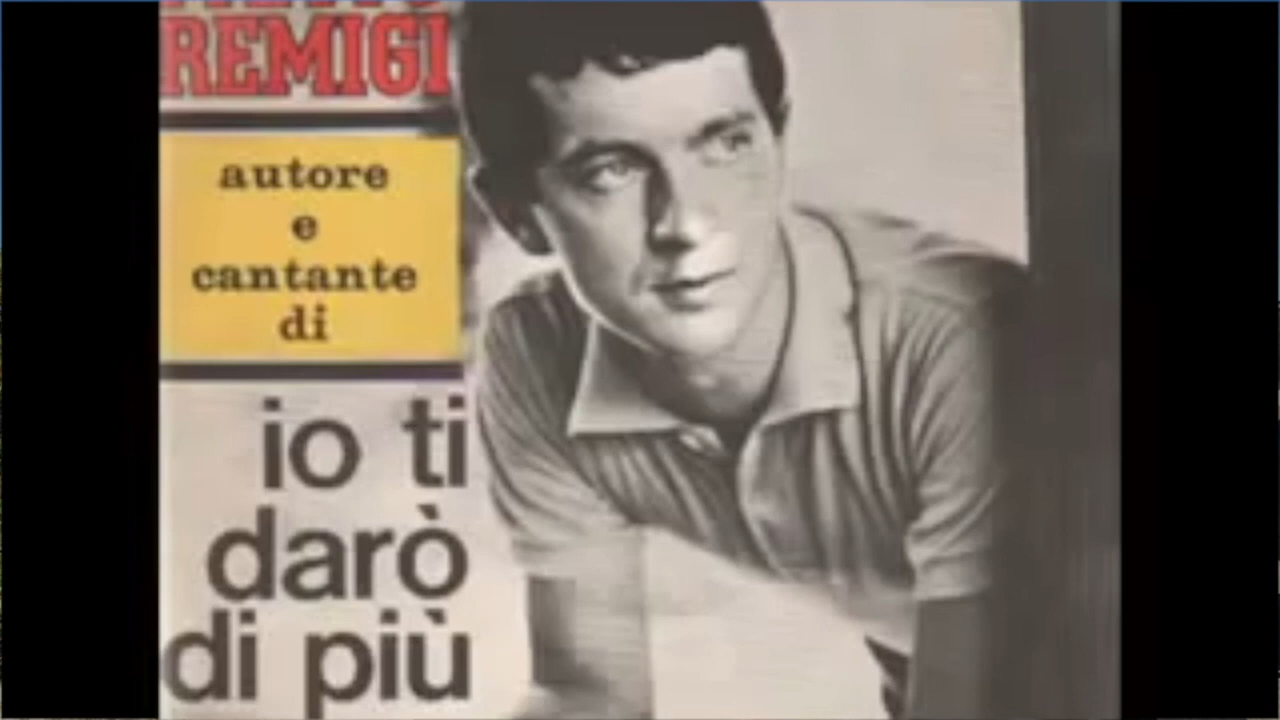 REMIGI
autore
e
cantante
di
io ti
darò
di più